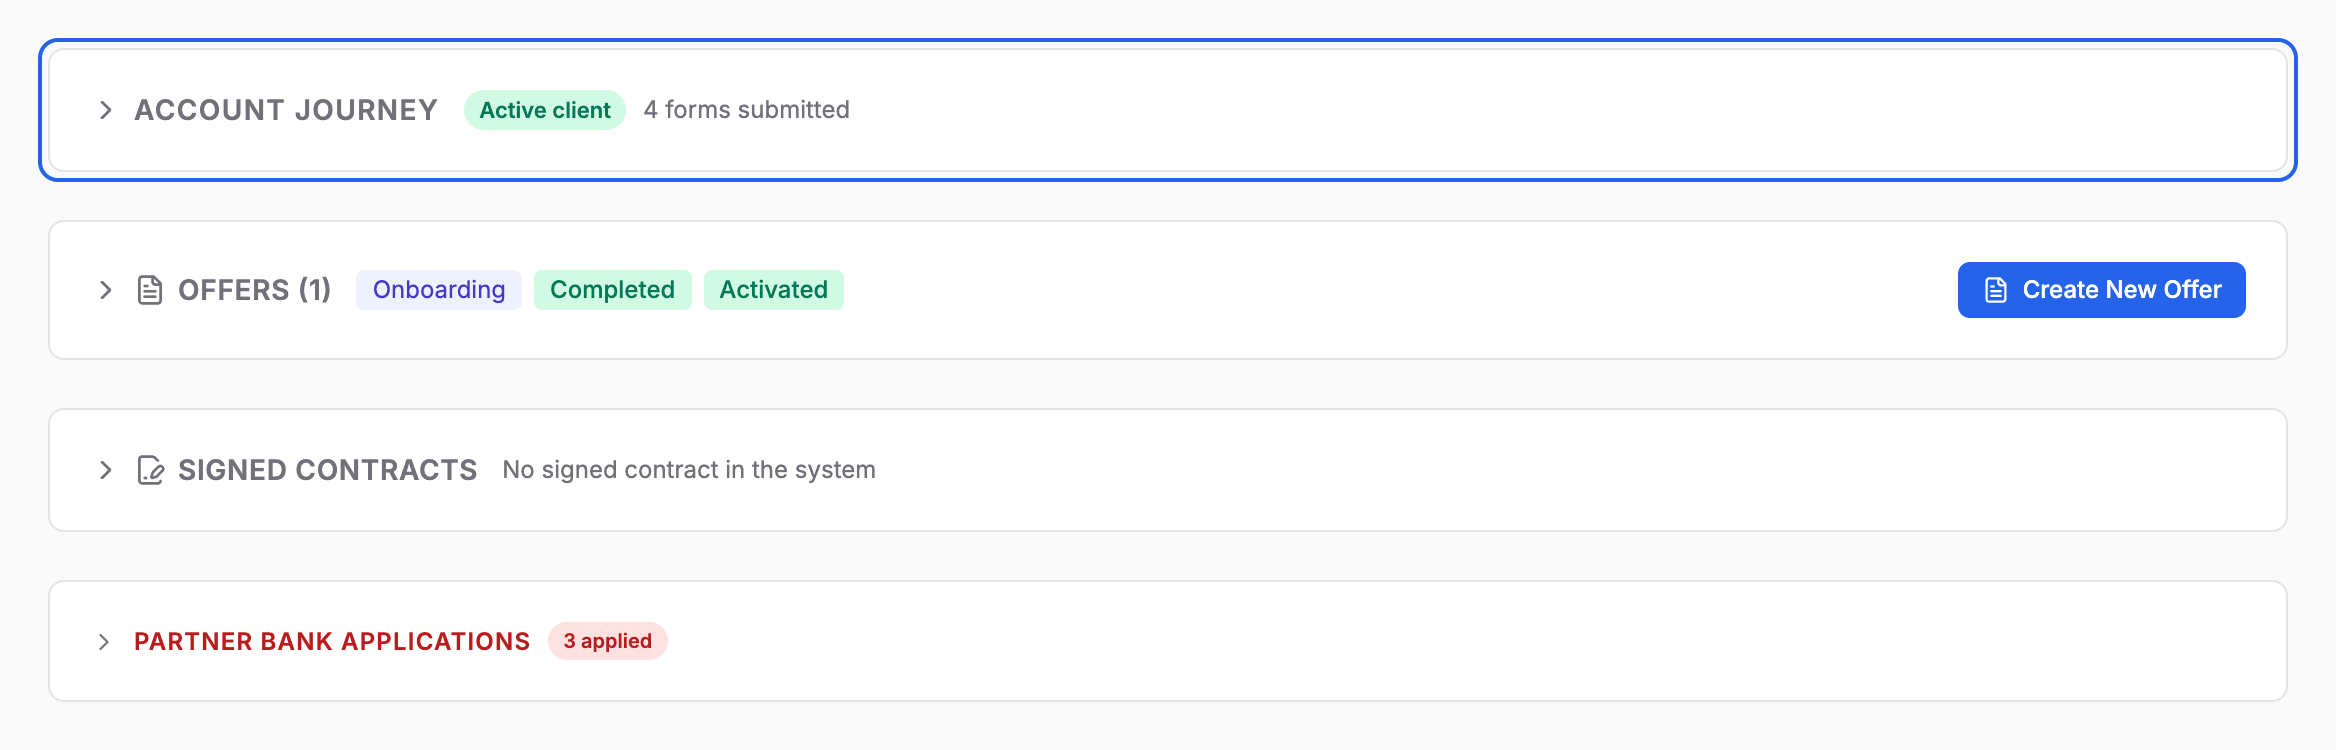 ACCOUNT JOURNEY Active client 4 forms submitted
OFFERS (1) Onboarding Completed Activated Create New Offer
SIGNED CONTRACTS No signed contract in the system
PARTNER BANK APPLICATIONS 3 applied